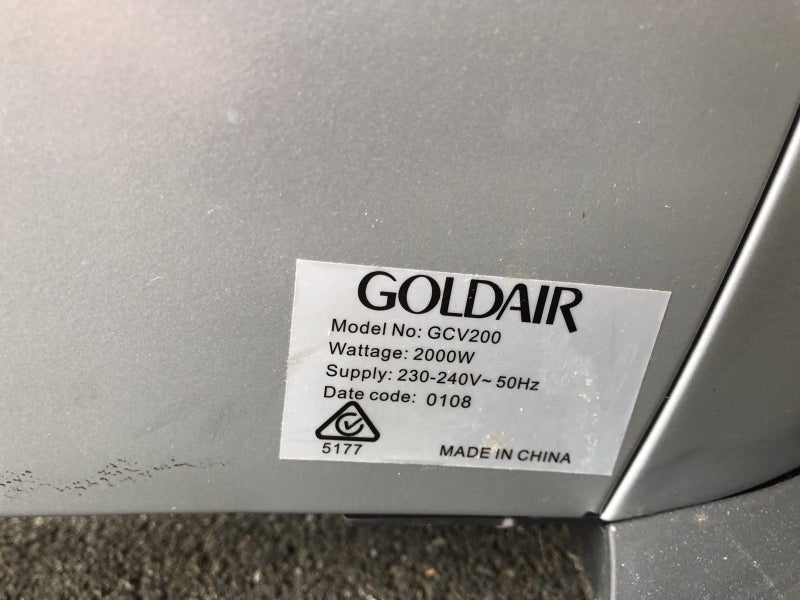 GOLDAIR
Model No: GCV200
Wattage: 2000W
Supply: 230-240V~ 50Hz
Date code: 0108
5177
MADE IN CHINA